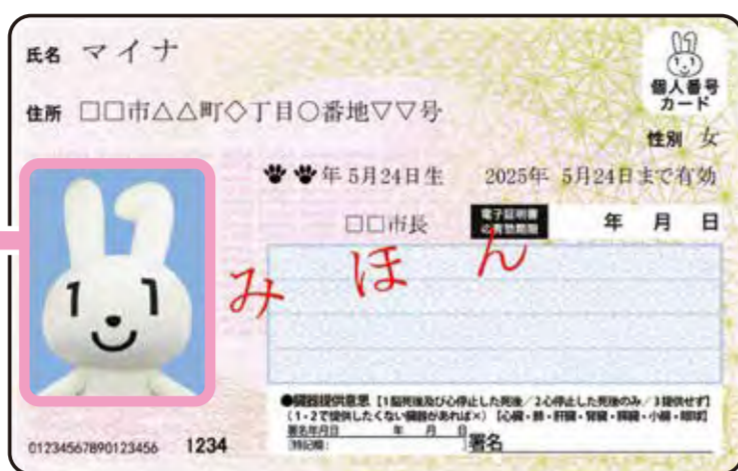 氏名 マイナ
個人番号
カード
住所 □□市△△町◇丁目○番地▽▽号
性別 女
年 5月24日生 2025年 5月24日まで有効
□□市長 電子証明書
の有効期限 年 月 日
みほん
1 1
●臓器提供意思【1脳死後及び心停止した死後/2心停止した死後のみ/3提供せず】
(1・2で提供したくない臓器があれば×)【心臓・肺・肝臓・腎臓・膵臓・小腸・眼球】
署名年月日 年 月 日
[特記欄: ]署名
01234567890123456 1234